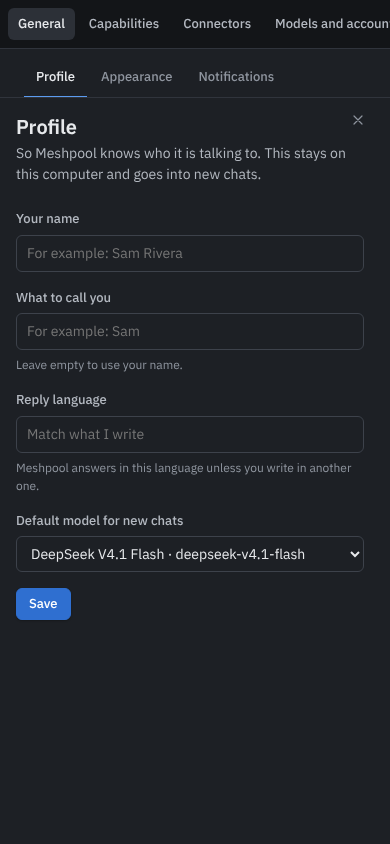 General Capabilities Connectors Models and accoun
Profile Appearance Notifications
Profile
So Meshpool knows who it is talking to. This stays on
this computer and goes into new chats.
Your name
For example: Sam Rivera
What to call you
For example: Sam
Leave empty to use your name.
Reply language
Match what I write
Meshpool answers in this language unless you write in another
one.
Default model for new chats
DeepSeek V4.1 Flash · deepseek-v4.1-flash
Save